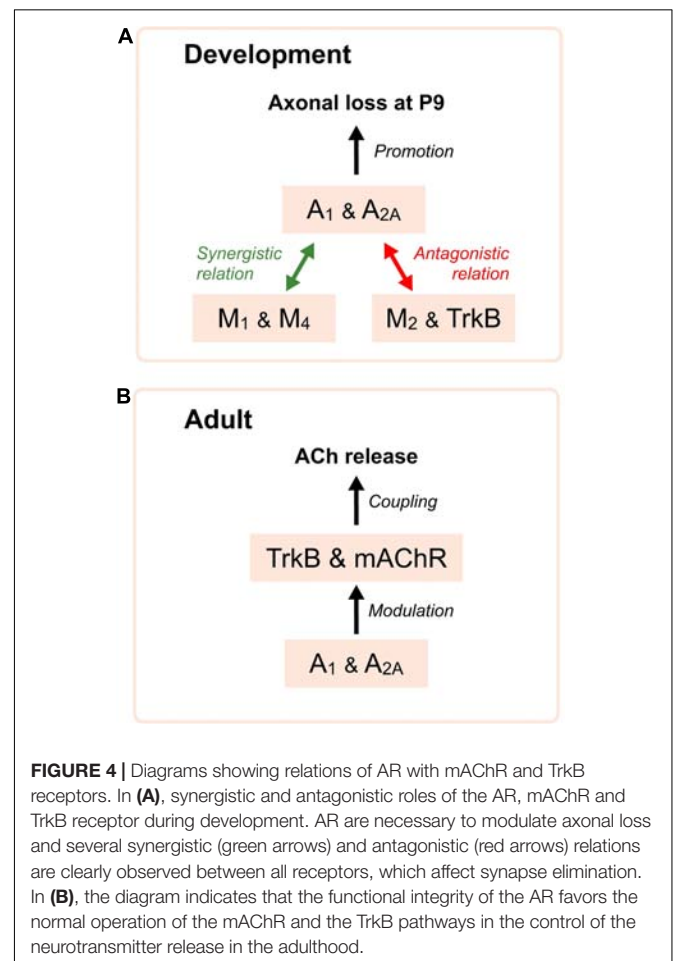 A
Development
Axonal loss at P9
Promotion
A1 & A2A
Synergistic
relation
Antagonistic
relation
M1 & M4
M2 & TrkB
B
Adult
ACh release
Coupling
TrkB & mAChR
Modulation
A1 & A2A
FIGURE 4 | Diagrams showing relations of AR with mAChR and TrkB
receptors. In (A), synergistic and antagonistic roles of the AR, mAChR and
TrkB receptor during development. AR are necessary to modulate axonal loss
and several synergistic (green arrows) and antagonistic (red arrows) relations
are clearly observed between all receptors, which affect synapse elimination.
In (B), the diagram indicates that the functional integrity of the AR favors the
normal operation of the mAChR and the TrkB pathways in the control of the
neurotransmitter release in the adulthood.